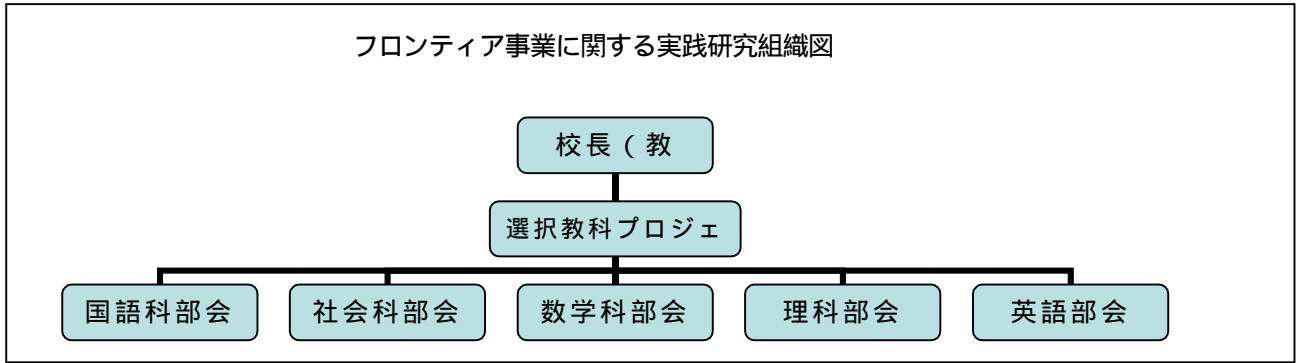 フロンティア事業に関する実践研究組織図
校長(教
選択教科プロジェ
国語科部会 社会科部会 数学科部会 理科部会 英語部会